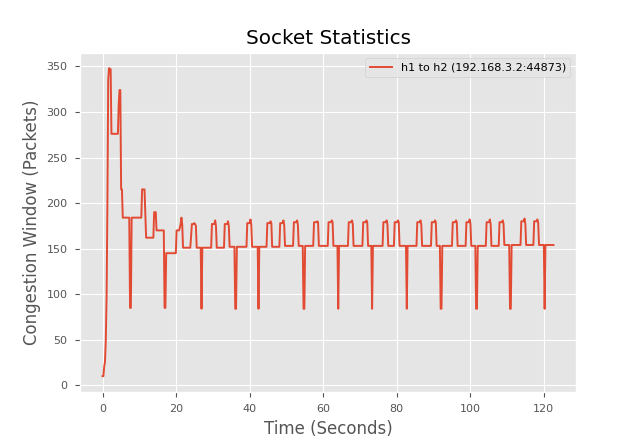 Socket Statistics
h1 to h2 (192.168.3.2:44873)
Congestion Window (Packets)
350
300
250
200
150
100
50
0
0 20 40 60 80 100 120
Time (Seconds)